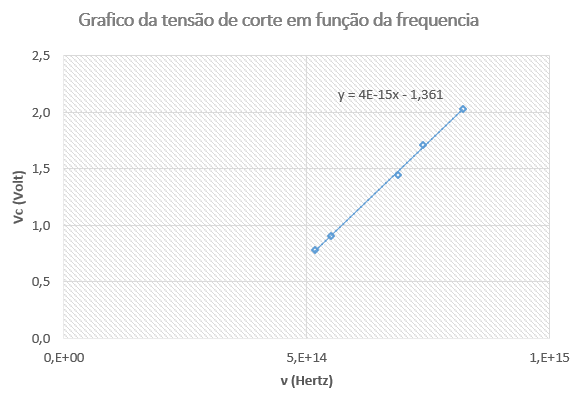 Grafico da tensão de corte em função da frequencia
2,5
y = 4E-15x - 1,361
2,0
1,5
Vc (Volt)
1,0
0,5
0,0
0,E+00
5,E+14
1,E+15
ν (Hertz)